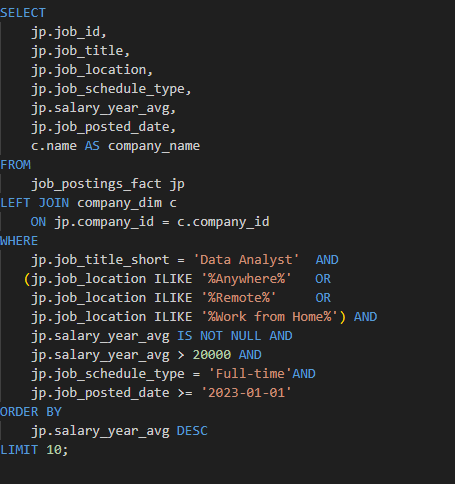 SELECT
    jp.job_id,
    jp.job_title,
    jp.job_location,
    jp.job_schedule_type,
    jp.salary_year_avg,
    jp.job_posted_date,
    c.name AS company_name
FROM
    job_postings_fact jp
LEFT JOIN company_dim c
    ON jp.company_id = c.company_id
WHERE
    jp.job_title_short = 'Data Analyst'  AND
   (jp.job_location ILIKE '%Anywhere%'   OR
    jp.job_location ILIKE '%Remote%'     OR
    jp.job_location ILIKE '%Work from Home%') AND
    jp.salary_year_avg IS NOT NULL AND
    jp.salary_year_avg > 20000 AND
    jp.job_schedule_type = 'Full-time'AND
    jp.job_posted_date >= '2023-01-01'
ORDER BY
    jp.salary_year_avg DESC
LIMIT 10;